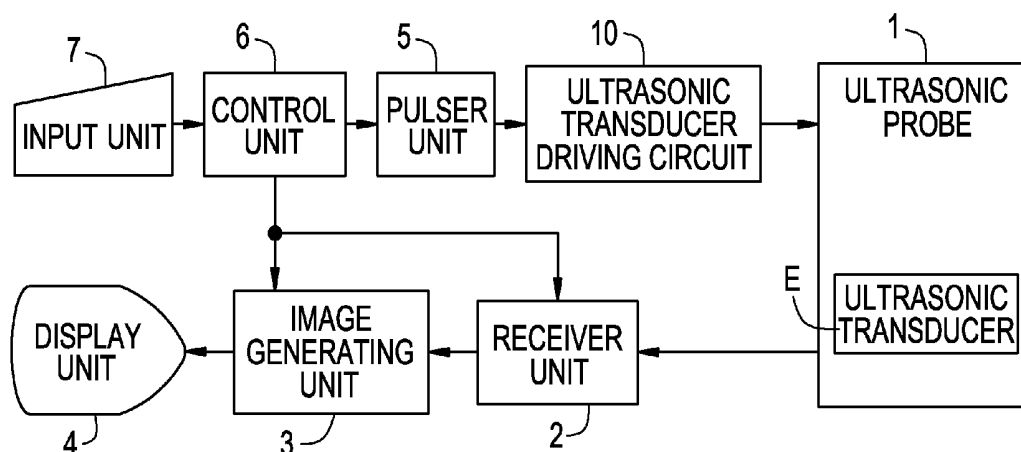 7
6
5
10
1
INPUT UNIT
CONTROL
UNIT
PULSER
UNIT
ULTRASONIC
TRANSDUCER
DRIVING CIRCUIT
ULTRASONIC
PROBE
E
ULTRASONIC
TRANSDUCER
DISPLAY
UNIT
IMAGE
GENERATING
UNIT
RECEIVER
UNIT
4
3
2